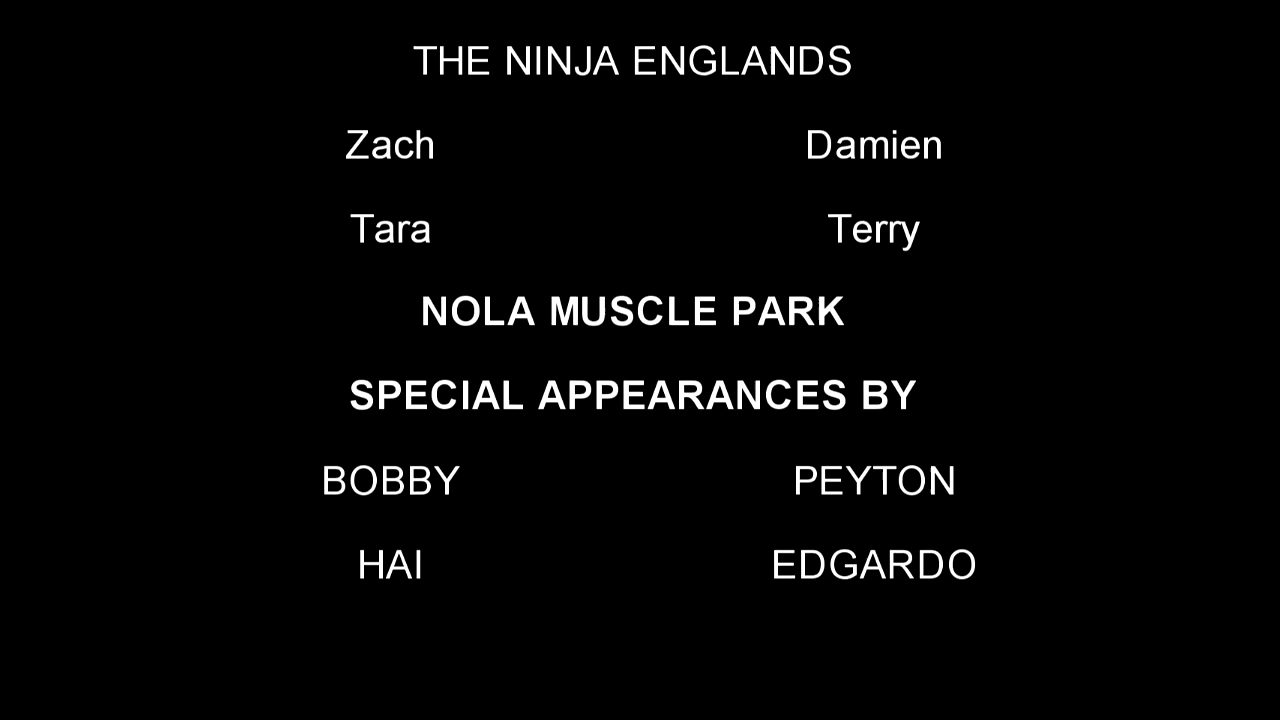 THE NINJA ENGLANDS
Zach Damien
Tara Terry
NOLA MUSCLE PARK
SPECIAL APPEARANCES BY
BOBBY PEYTON
HAI EDGARDO